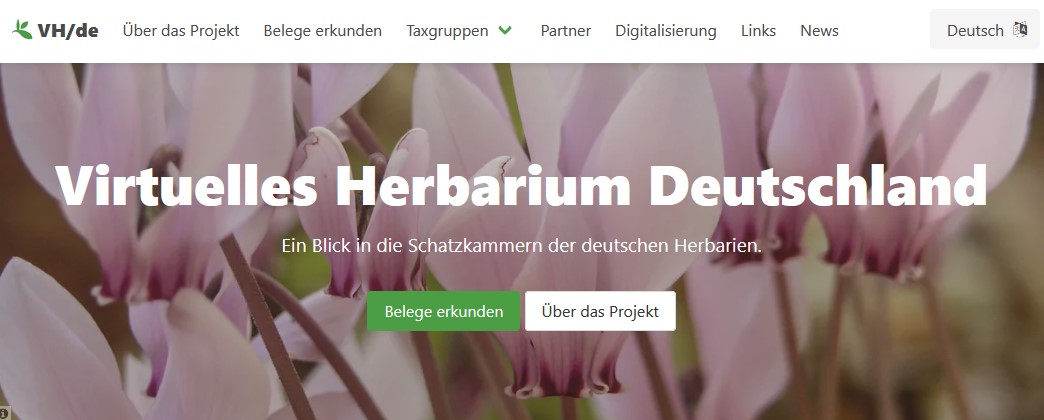 VH/de Über das Projekt Belege erkunden Taxgruppen Partner Digitalisierung Links News Deutsch
Virtuelles Herbarium Deutschland
Ein Blick in die Schatzkammern der deutschen Herbarien.
Belege erkunden Über das Projekt